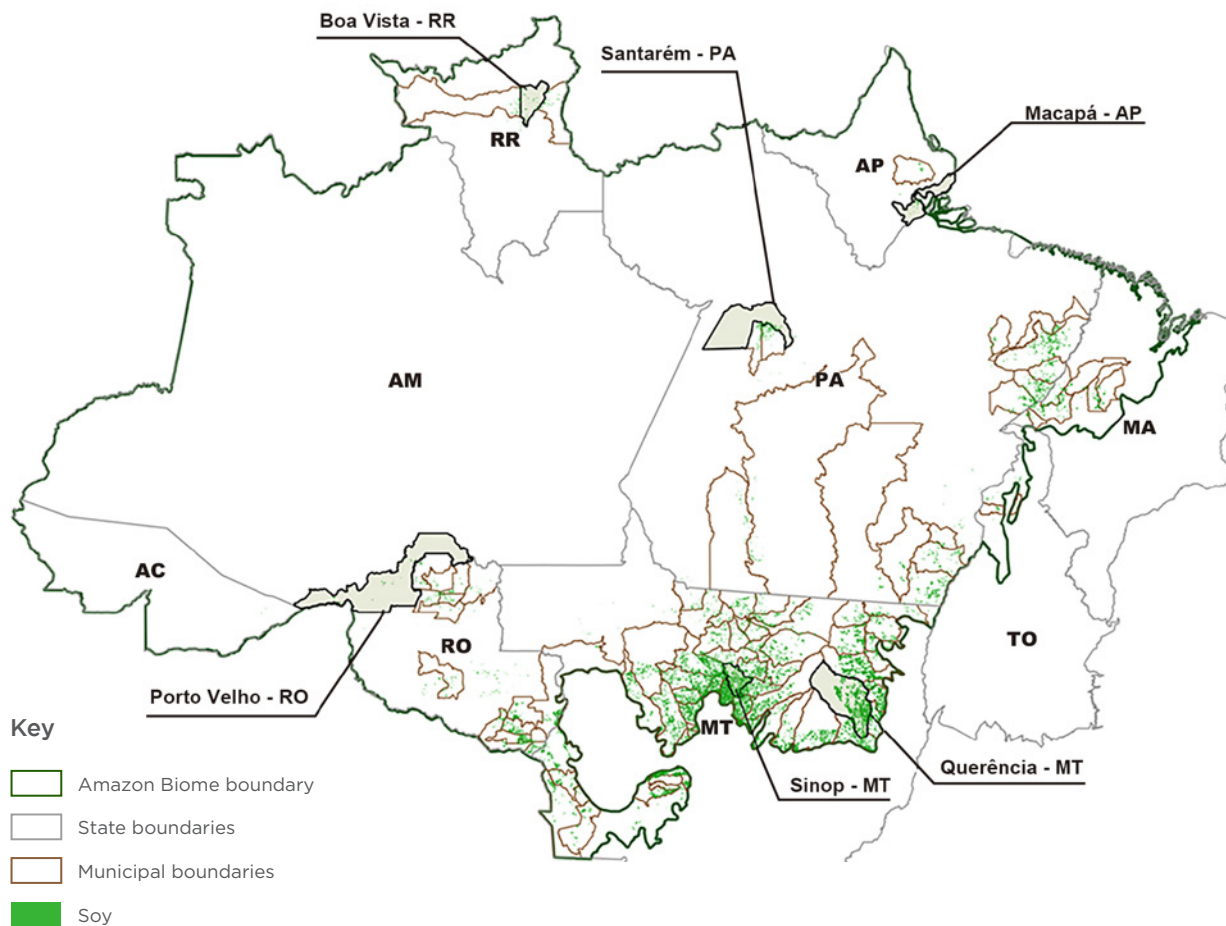 Boa Vista - RR
Santarém - PA
Macapá - AP
RR
AP
AM
PA
MA
AC
RO
TO
Porto Velho - RO
MT
Querência - MT
Sinop - MT
Key
Amazon Biome boundary
State boundaries
Municipal boundaries
Soy